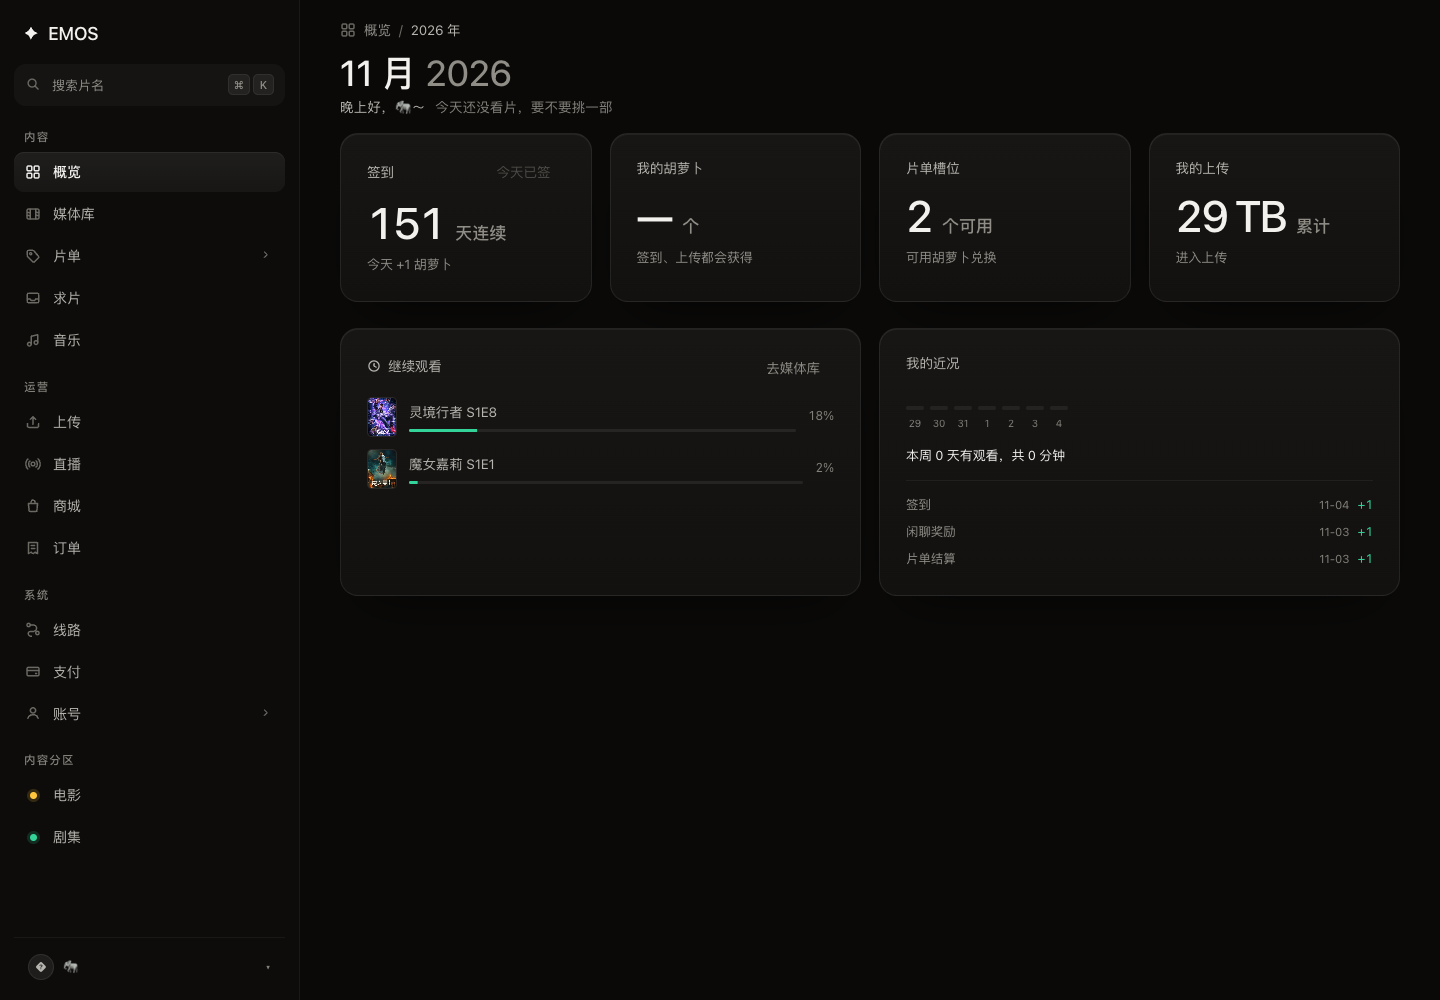 EMOS
搜索片名 ⌘ K
内容
概览
媒体库
片单
求片
音乐
运营
上传
直播
商城
订单
系统
线路
支付
账号
内容分区
电影
剧集
概览 / 2026 年
11 月 2026
晚上好，🦇～ 今天还没看片，要不要挑一部
签到 今天已签
151 天连续
今天 +1 胡萝卜
我的胡萝卜
— 个
签到、上传都会获得
片单槽位
2 个可用
可用胡萝卜兑换
我的上传
29 TB 累计
进入上传
继续观看 去媒体库
灵境行者 S1E8 18%
魔女嘉莉 S1E1 2%
我的近况
29 30 31 1 2 3 4
本周 0 天有观看，共 0 分钟
签到 11-04 +1
闲聊奖励 11-03 +1
片单结算 11-03 +1